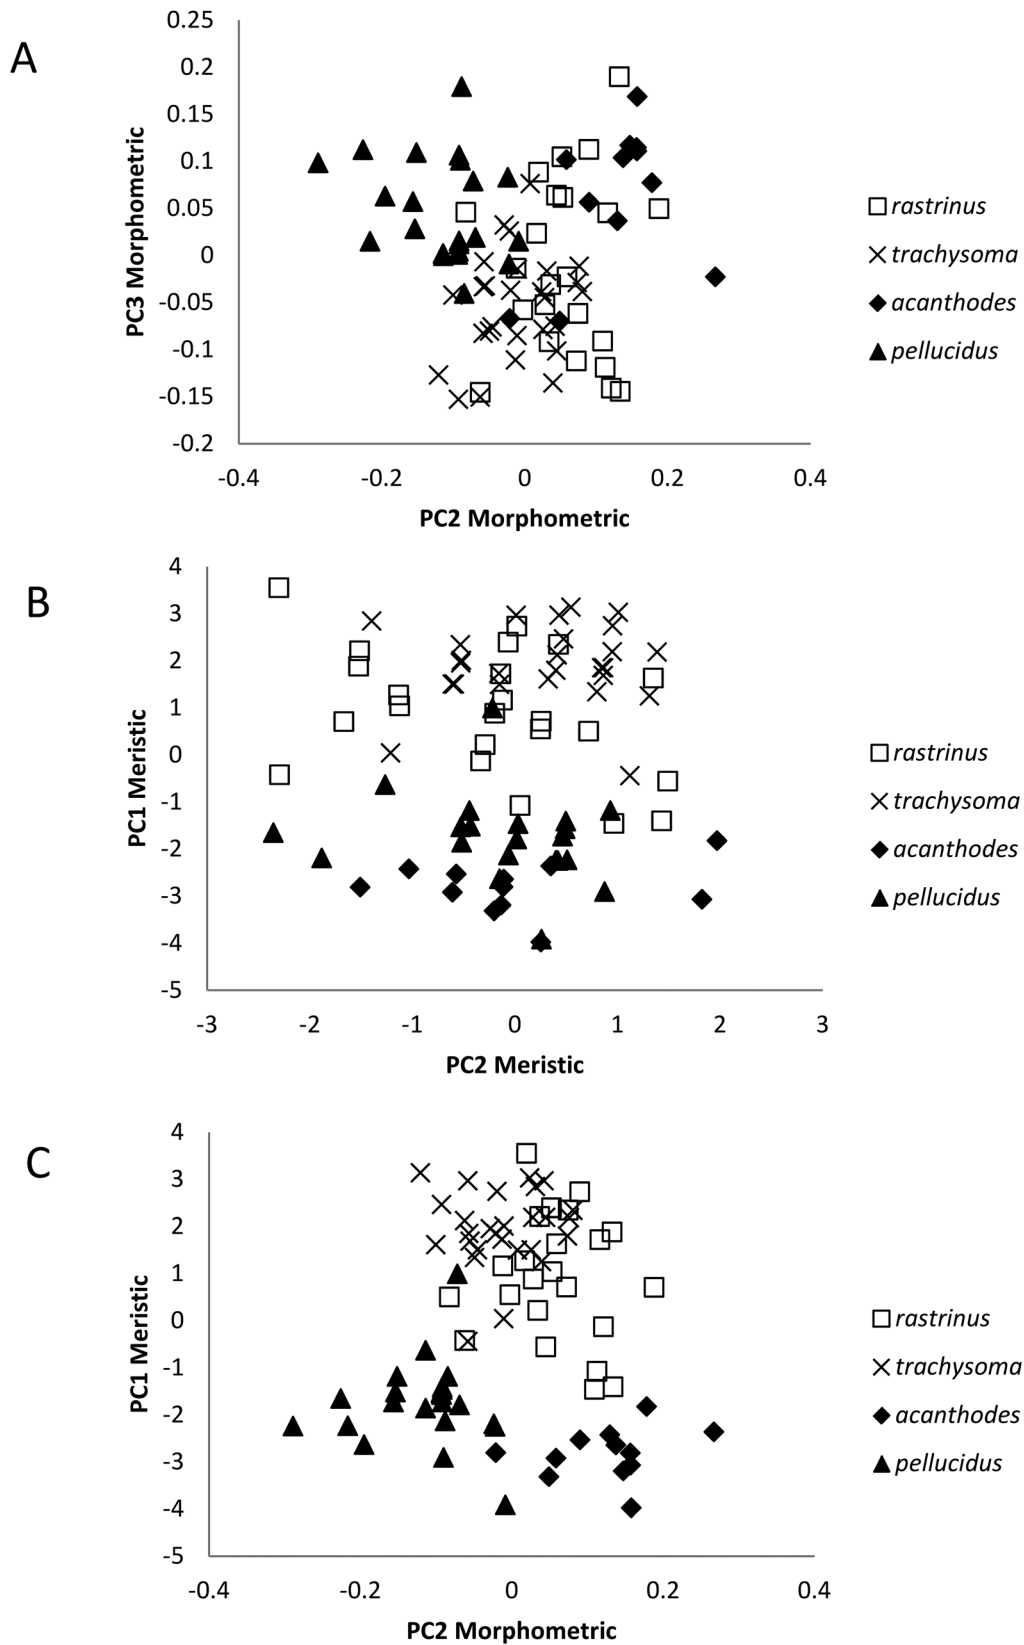 A
0.25
0.2
0.15
0.1
0.05
0
-0.05
-0.1
-0.15
-0.2
PC3 Morphometric
-0.4 -0.2 0 0.2 0.4
PC2 Morphometric
rastrinus
trachysoma
acanthodes
pellucidus
B
4
3
2
1
0
-1
-2
-3
-4
-5
PC1 Meristic
-3 -2 -1 0 1 2 3
PC2 Meristic
rastrinus
trachysoma
acanthodes
pellucidus
C
4
3
2
1
0
-1
-2
-3
-4
-5
PC1 Meristic
-0.4 -0.2 0 0.2 0.4
PC2 Morphometric
rastrinus
trachysoma
acanthodes
pellucidus